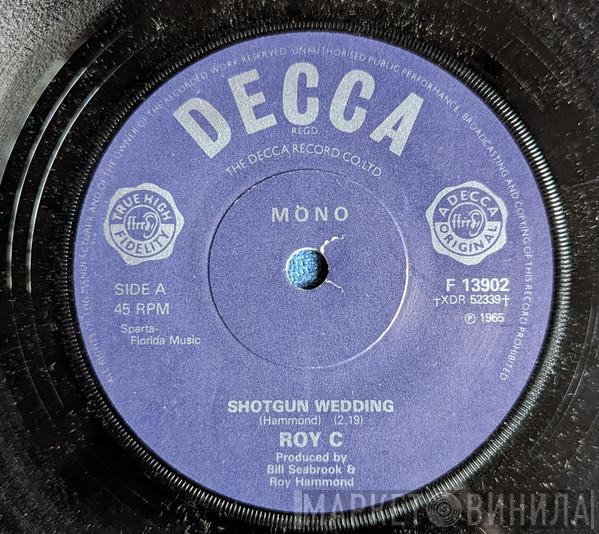 ALL RIGHTS OF THE MANUFACTURER AND OF THE OWNER OF THE RECORDED WORK RESERVED UNAUTHORISED PUBLIC PERFORMANCE, BROADCASTING AND COPYING OF THIS RECORD PROHIBITED
DECCA
REGD.
THE DECCA RECORD CO. LTD
MONO
TRUE HIGH
ffrr
FIDELITY
A DECCA
ffrr
ORIGINAL
SIDE A
45 RPM
Sparta-
Florida Music
F 13902
†XDR 52339†
℗ 1965
SHOTGUN WEDDING
(Hammond) (2.19)
ROY C
Produced by
Bill Seabrook &
Roy Hammond
МАРКЕТ ВИНИЛА